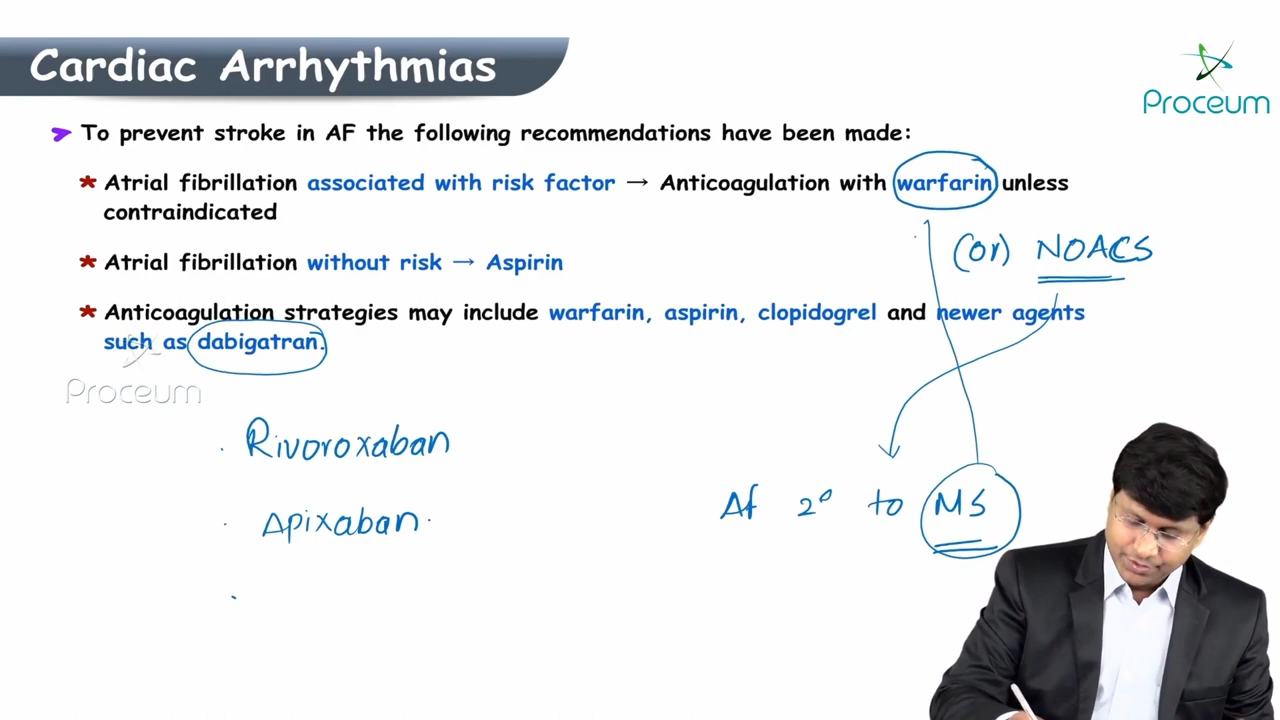 Cardiac Arrhythmias
Proceum
➤ To prevent stroke in AF the following recommendations have been made:
* Atrial fibrillation associated with risk factor → Anticoagulation with warfarin unless
contraindicated
(or) NOACS
* Atrial fibrillation without risk → Aspirin
* Anticoagulation strategies may include warfarin, aspirin, clopidogrel and newer agents
such as dabigatran.
Proceum
. Rivoroxaban
. Apixaban
.
Af 2° to MS